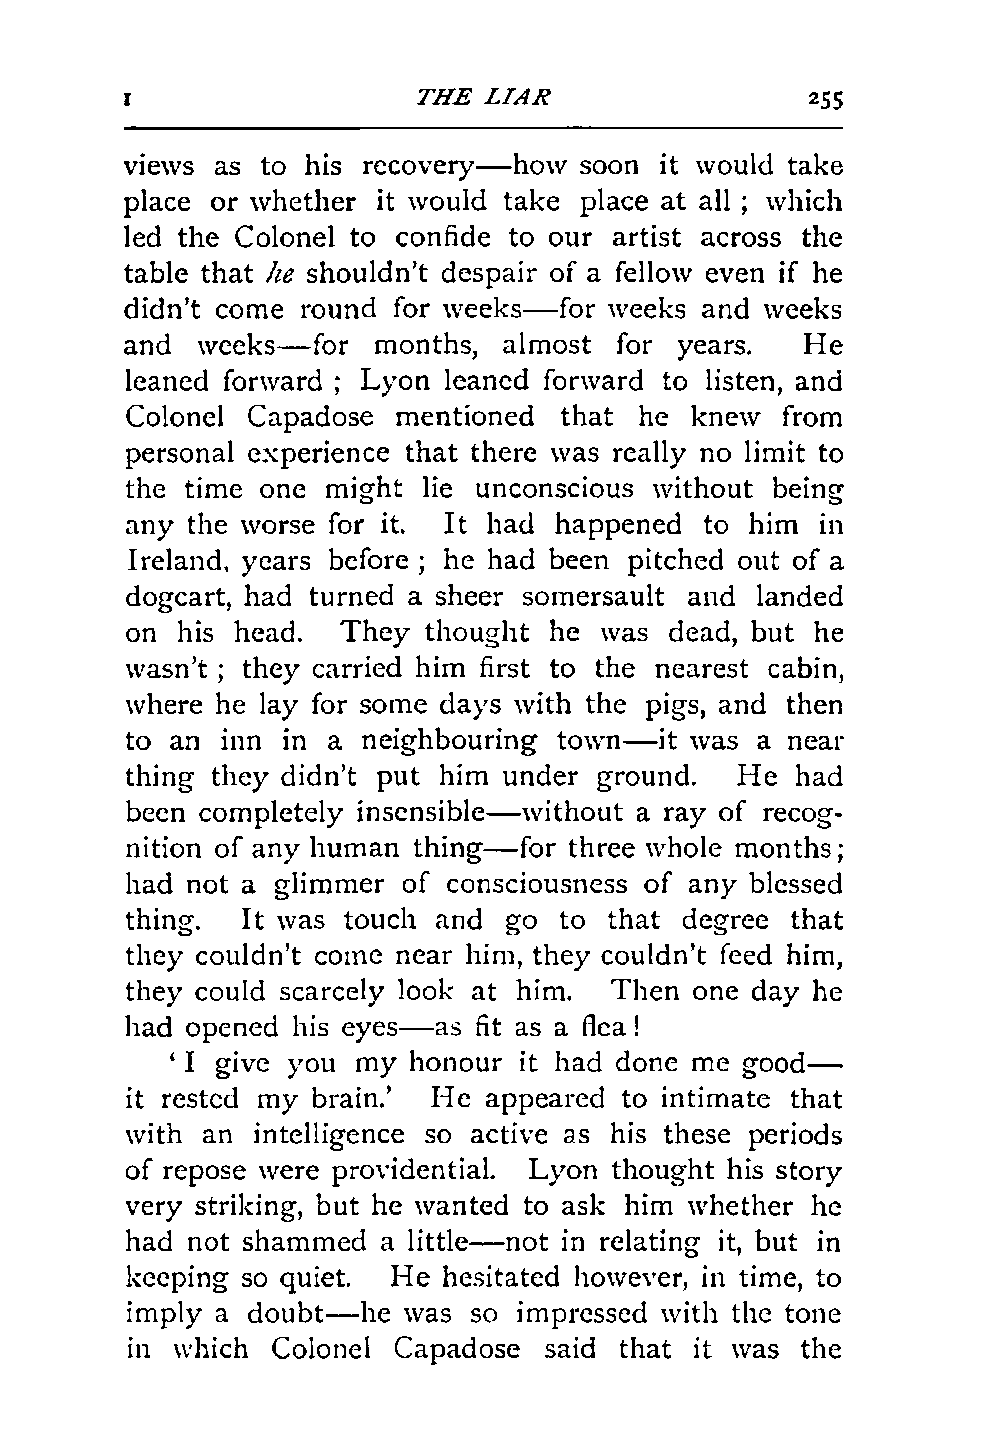 I THE LIAR 255
views as to his recovery—how soon it would take
place or whether it would take place at all ; which
led the Colonel to confide to our artist across the
table that he shouldn't despair of a fellow even if he
didn't come round for weeks—for weeks and weeks
and weeks—for months, almost for years. He
leaned forward ; Lyon leaned forward to listen, and
Colonel Capadose mentioned that he knew from
personal experience that there was really no limit to
the time one might lie unconscious without being
any the worse for it. It had happened to him in
Ireland, years before ; he had been pitched out of a
dogcart, had turned a sheer somersault and landed
on his head. They thought he was dead, but he
wasn't ; they carried him first to the nearest cabin,
where he lay for some days with the pigs, and then
to an inn in a neighbouring town—it was a near
thing they didn't put him under ground. He had
been completely insensible—without a ray of recog-
nition of any human thing—for three whole months ;
had not a glimmer of consciousness of any blessed
thing. It was touch and go to that degree that
they couldn't come near him, they couldn't feed him,
they could scarcely look at him. Then one day he
had opened his eyes—as fit as a flea !
‘ I give you my honour it had done me good—
it rested my brain.’ He appeared to intimate that
with an intelligence so active as his these periods
of repose were providential. Lyon thought his story
very striking, but he wanted to ask him whether he
had not shammed a little—not in relating it, but in
keeping so quiet. He hesitated however, in time, to
imply a doubt—he was so impressed with the tone
in which Colonel Capadose said that it was the